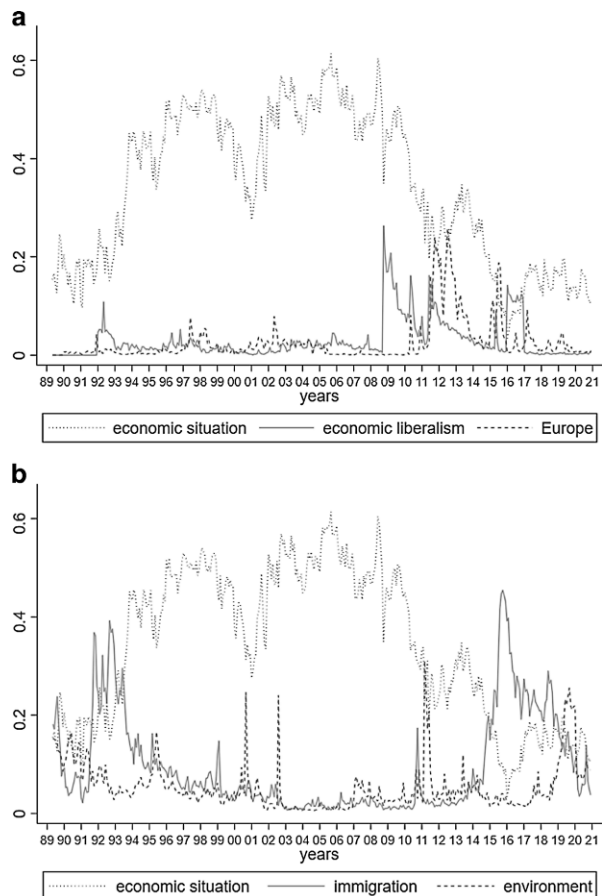 a
0.6
0.4
0.2
0
89 90 91 92 94 95 96 97 98 99 00 01 02 03 04 05 06 07 08 09 10 11 12 13 14 15 16 17 18 19 20 21
years
economic situation economic liberalism Europe
b
0.6
0.4
0.2
0
89 90 91 92 94 95 96 97 98 99 00 01 02 03 04 05 06 07 08 09 10 11 12 13 14 15 16 17 18 19 20 21
years
economic situation immigration environment